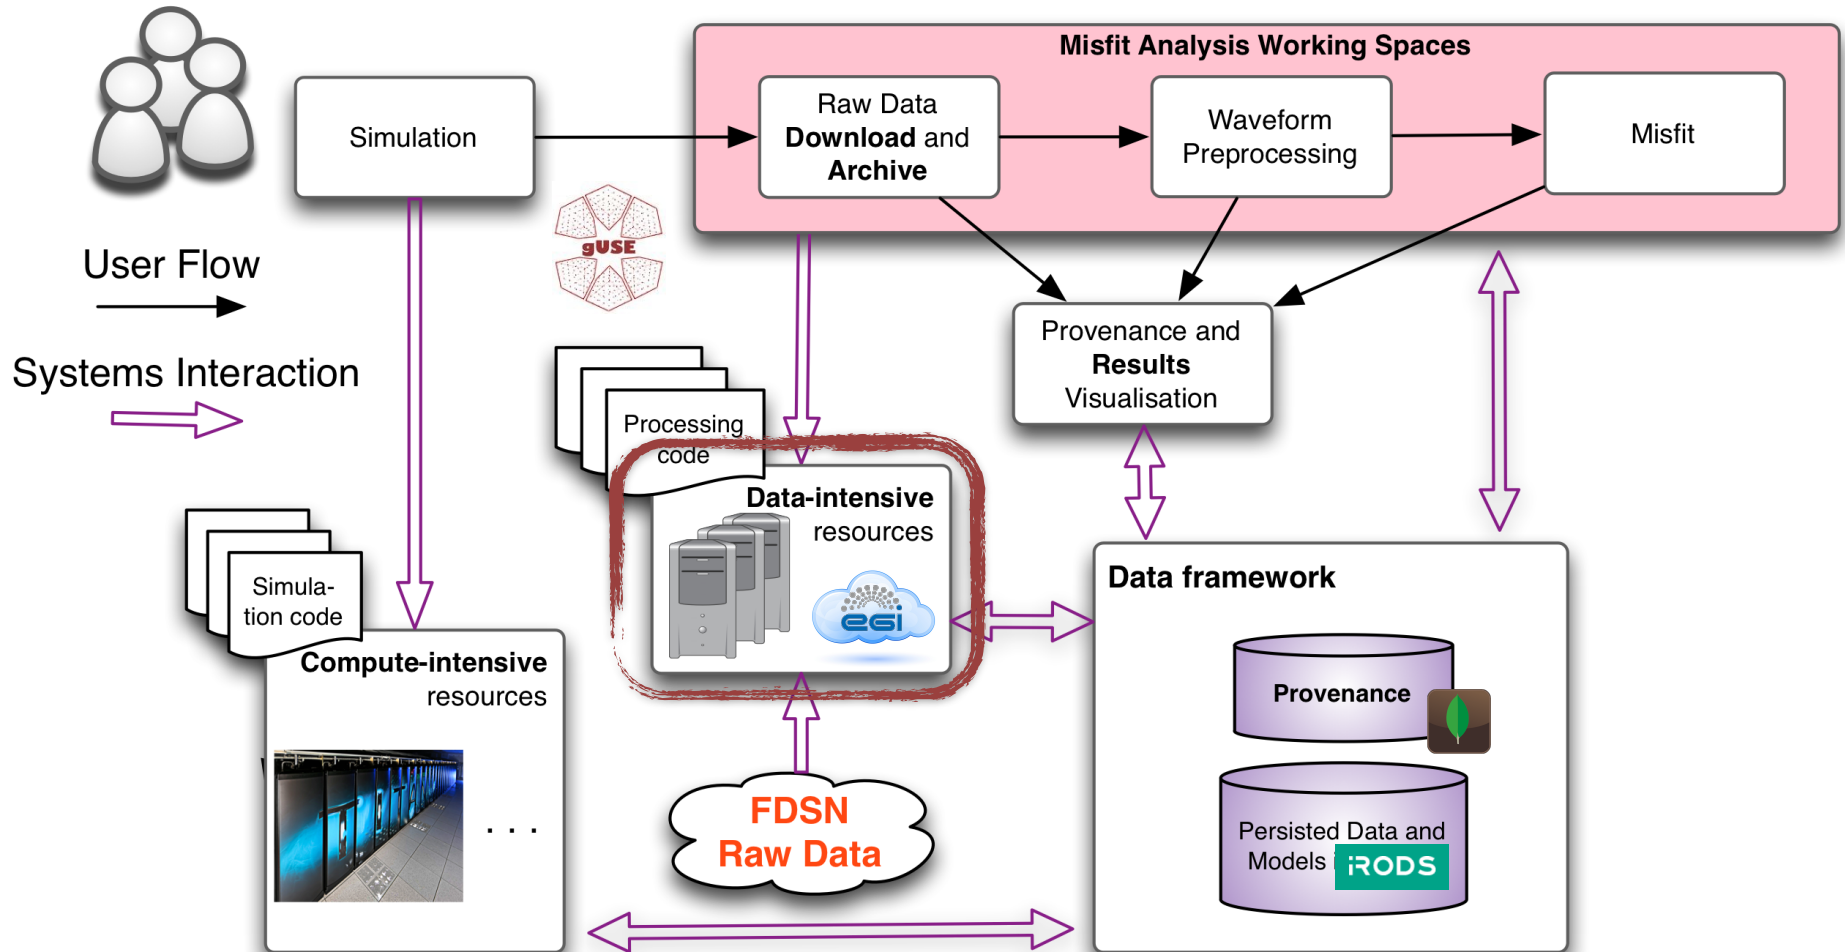 Misfit Analysis Working Spaces
Simulation
Raw Data
Download and
Archive
Waveform
Preprocessing
Misfit
gUSE
User Flow
Systems Interaction
Provenance and
Results
Visualisation
Processing
code
Data-intensive
resources
egi
Simula-
tion code
Compute-intensive
resources
TITAN
. . .
FDSN
Raw Data
Data framework
Provenance
Persisted Data and
Models
iRODS